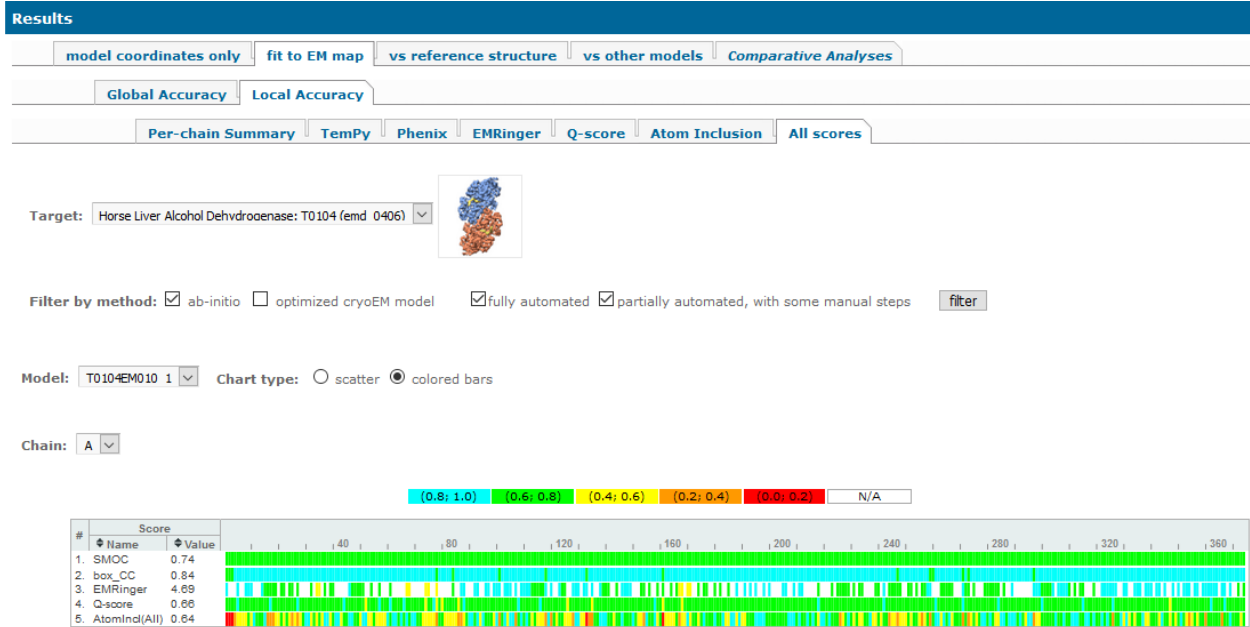 Results
model coordinates only fit to EM map vs reference structure vs other models Comparative Analyses
Global Accuracy Local Accuracy
Per-chain Summary TemPy Phenix EMRinger Q-score Atom Inclusion All scores
Target: Horse Liver Alcohol Dehydrogenase: T0104 (emd_0406)
Filter by method: ab-initio optimized cryoEM model fully automated partially automated, with some manual steps filter
Model: T0104EM010_1 Chart type: scatter colored bars
Chain: A
(0.8; 1.0) (0.6; 0.8) (0.4; 0.6) (0.2; 0.4) (0.0; 0.2) N/A
# Score
Name Value 40 80 120 160 200 240 280 320 360
1. SMOC 0.74
2. box_CC 0.84
3. EMRinger 4.69
4. Q-score 0.66
5. AtomIncl(All) 0.64